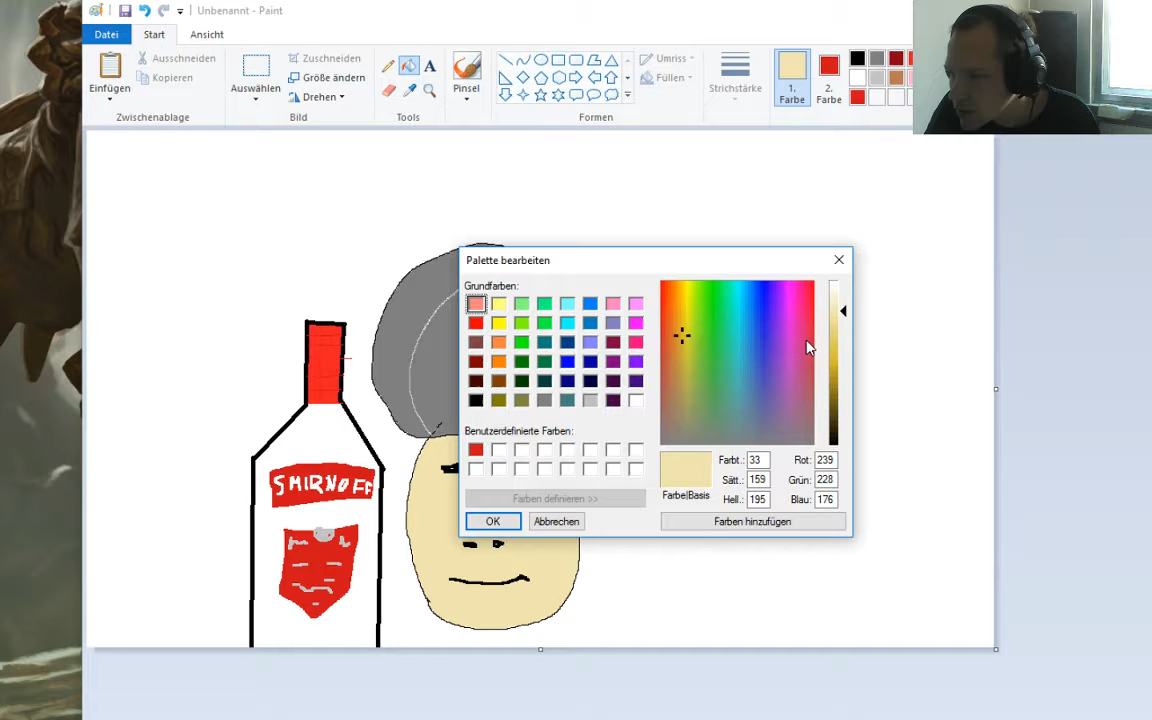 Unbenannt - Paint
Datei Start Ansicht
Einfügen
Ausschneiden
Kopieren
Zwischenablage
Auswählen
Zuschneiden
Größe ändern
Drehen
Bild
A
Tools
Pinsel
Umriss
Füllen
Formen
Strichstärke
1.
Farbe
2.
Farbe
Palette bearbeiten
Grundfarben:
Benutzerdefinierte Farben:
Farben definieren >>
OK Abbrechen
Farbe|Basis
Farbt.: 33 Rot: 239
Sätt.: 159 Grün: 228
Hell.: 195 Blau: 176
Farben hinzufügen
SMIRNOFF